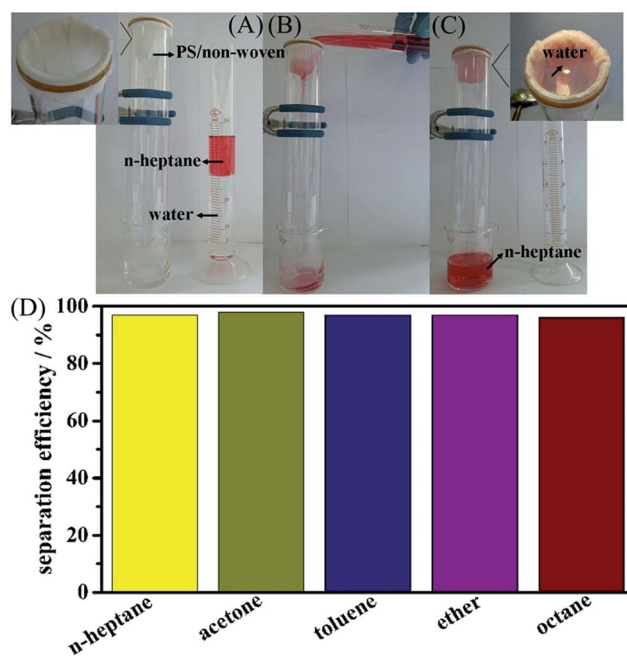 (A)
PS/non-woven
n-heptane
water
(B)
(C)
water
n-heptane
(D)
separation efficiency / %
100
80
60
40
20
0
n-heptane
acetone
toluene
ether
octane